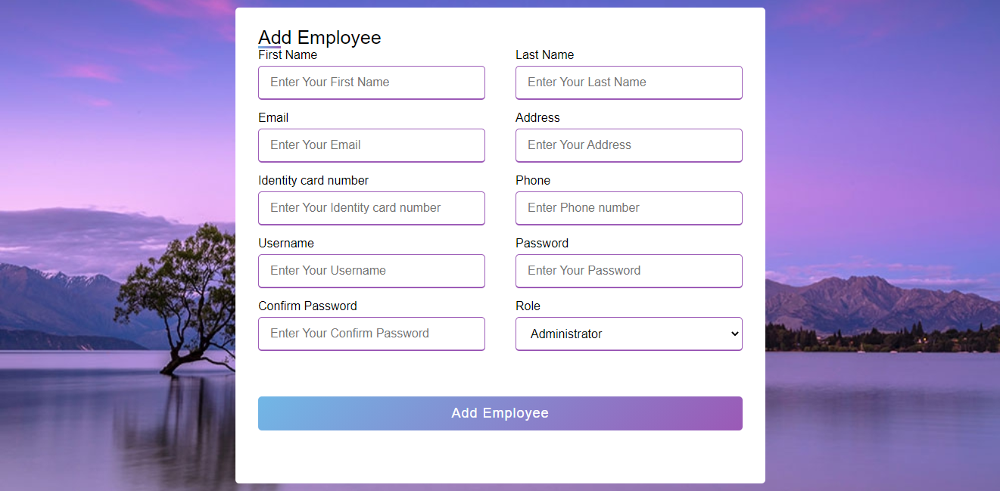 Add Employee
First Name
Last Name
Enter Your First Name
Enter Your Last Name
Email
Address
Enter Your Email
Enter Your Address
Identity card number
Phone
Enter Your Identity card number
Enter Phone number
Username
Password
Enter Your Username
Enter Your Password
Confirm Password
Role
Enter Your Confirm Password
Administrator
Add Employee